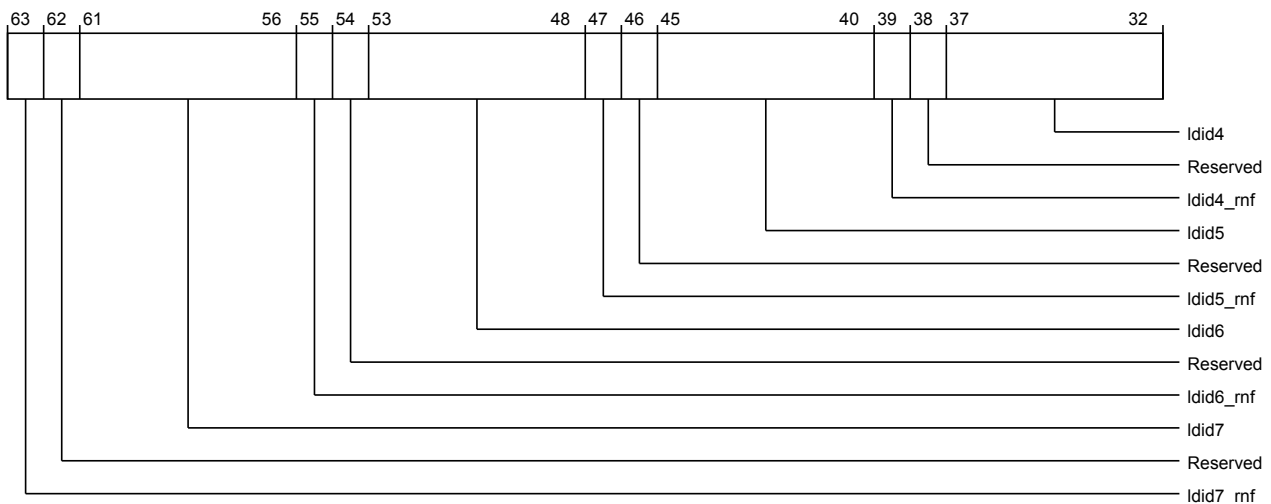 63 62 61 56 55 54 53 48 47 46 45 40 39 38 37 32
ldid4
Reserved
ldid4_rnf
ldid5
Reserved
ldid5_rnf
ldid6
Reserved
ldid6_rnf
ldid7
Reserved
ldid7_rnf